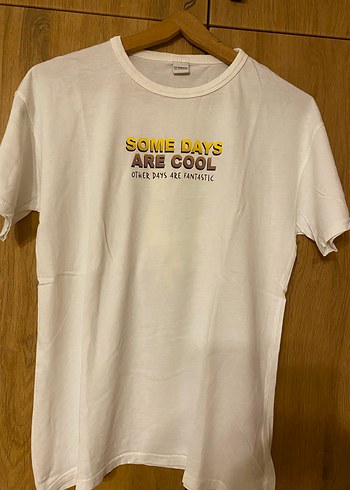 SOME DAYS
ARE COOL
OTHER DAYS ARE FANTASTIC